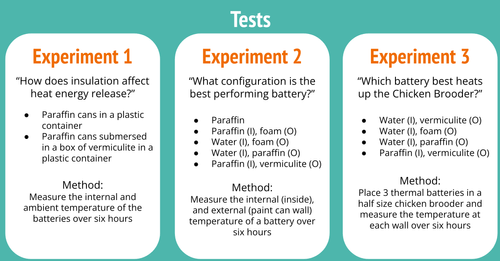 Tests
Experiment 1
“How does insulation affect
heat energy release?”
● Paraffin cans in a plastic
container
● Paraffin cans submersed
in a box of vermiculite in a
plastic container
Method:
Measure the internal and
ambient temperature of the
batteries over six hours
Experiment 2
“What configuration is the
best performing battery?”
● Paraffin
● Paraffin (I), foam (O)
● Water (I), foam (O)
● Water (I), paraffin (O)
● Paraffin (I), vermiculite (O)
Method:
Measure the internal (inside),
and external (paint can wall)
temperature of a battery over
six hours
Experiment 3
“Which battery best heats
up the Chicken Brooder?”
● Water (I), vermiculite (O)
● Water (I), foam (O)
● Water (I), paraffin (O)
● Paraffin (I), vermiculite (O)
Method:
Place 3 thermal batteries in a
half size chicken brooder and
measure the temperature at
each wall over six hours